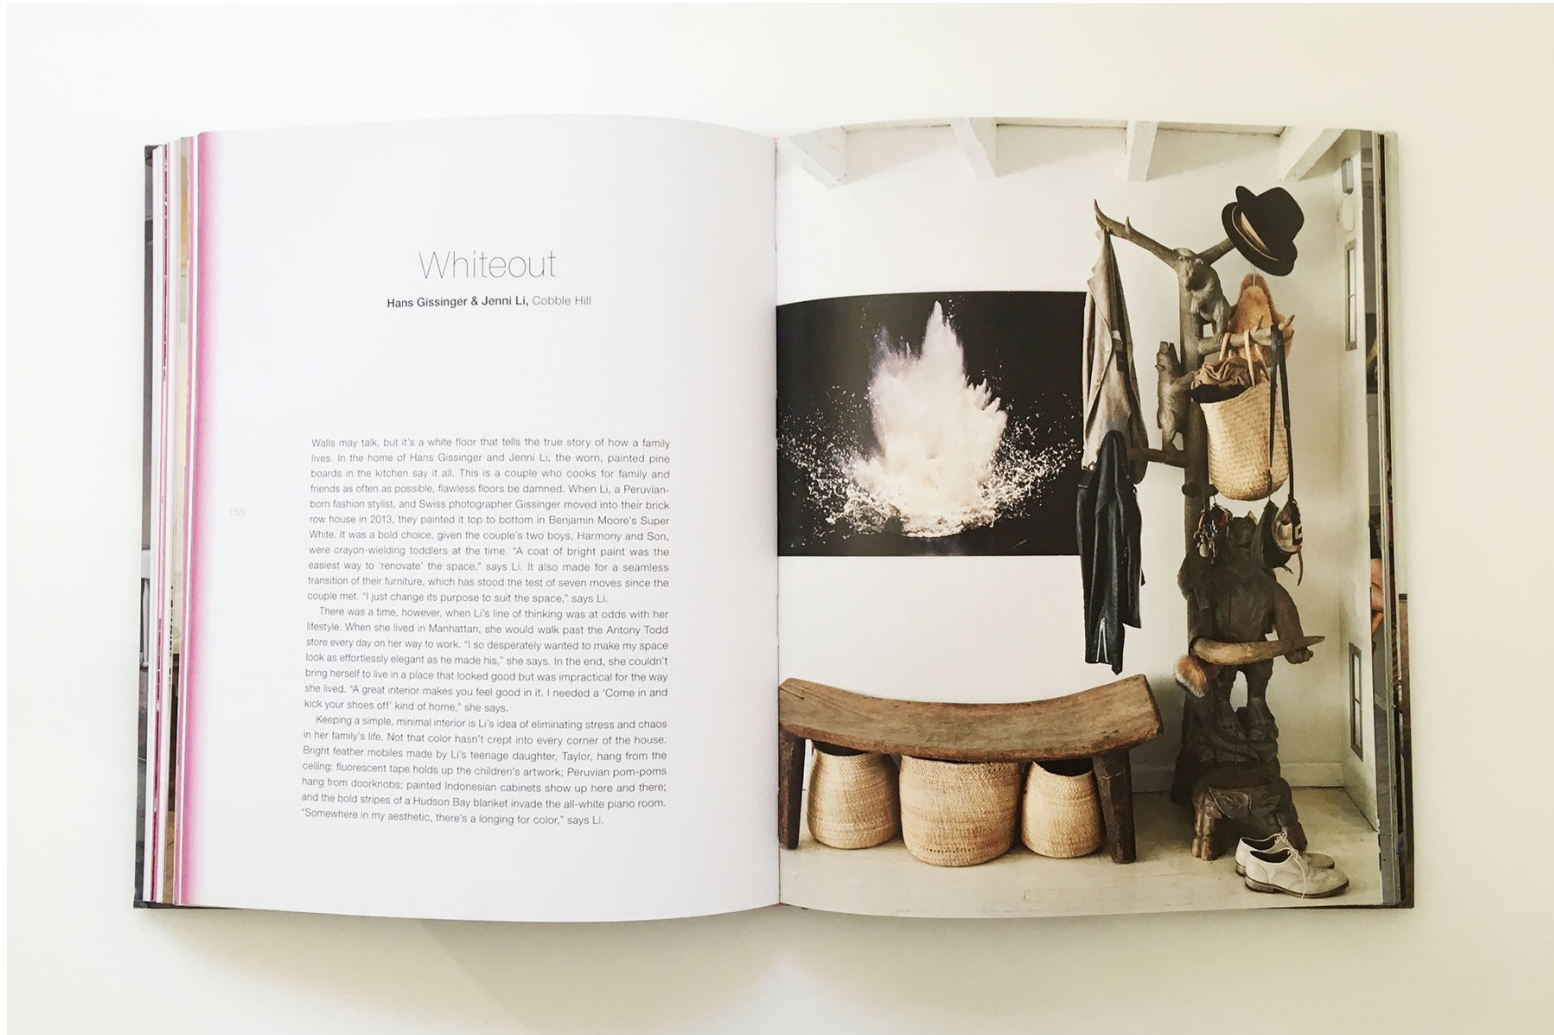 Whiteout
Hans Gissinger & Jenni Li, Cobble Hill
Walls may talk, but it's a white floor that tells the true story of how a family
lives. In the home of Hans Gissinger and Jenni Li, the worn, painted pine
boards in the kitchen say it all. This is a couple who cooks for family and
friends as often as possible, flawless floors be damned. When Li, a Peruvian-
born fashion stylist, and Swiss photographer Gissinger moved into their brick
row house in 2013, they painted it top to bottom in Benjamin Moore's Super
White. It was a bold choice, given the couple's two boys, Harmony and Son,
were crayon-wielding toddlers at the time. "A coat of bright paint was the
easiest way to 'renovate' the space," says Li. It also made for a seamless
transition of their furniture, which has stood the test of seven moves since the
couple met. "I just change its purpose to suit the space," says Li.
There was a time, however, when Li's line of thinking was at odds with her
lifestyle. When she lived in Manhattan, she would walk past the Antony Todd
store every day on her way to work. "I so desperately wanted to make my space
look as effortlessly elegant as he made his," she says. In the end, she couldn't
bring herself to live in a place that looked good but was impractical for the way
she lived. "A great interior makes you feel good in it. I needed a 'Come in and
kick your shoes off' kind of home," she says.
Keeping a simple, minimal interior is Li's idea of eliminating stress and chaos
in her family's life. Not that color hasn't crept into every corner of the house.
Bright feather mobiles made by Li's teenage daughter, Taylor, hang from the
ceiling; fluorescent tape holds up the children's artwork; Peruvian pom-poms
hang from doorknobs; painted Indonesian cabinets show up here and there;
and the bold stripes of a Hudson Bay blanket invade the all-white piano room.
"Somewhere in my aesthetic, there's a longing for color," says Li.